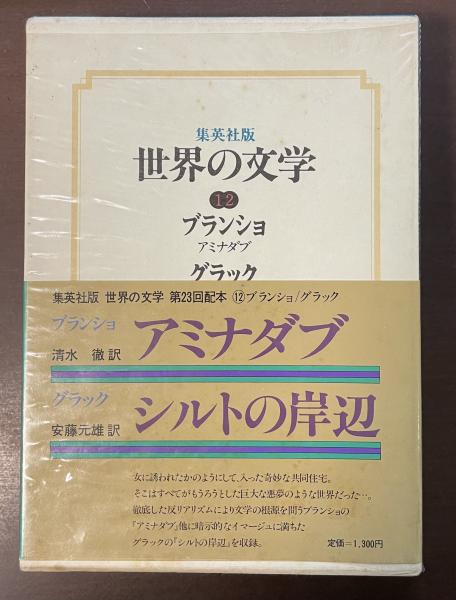 集英社版
世界の文学
12
ブランショ
アミナダブ
グラック
集英社版 世界の文学 第23回配本 ⑫ブランショ/グラック
ブランショ
清水 徹 訳 アミナダブ
グラック
安藤元雄 訳 シルトの岸辺
女に誘われたかのようにして、入った奇妙な共同住宅。
そこはすべてがもうろうとした巨大な悪夢のような世界だった…。
徹底した反リアリズムにより文学の根源を問うブランショの
『アミナダブ』他に暗示的なイマージュに満ちた
グラックの『シルトの岸辺』を収録。
定価=1,300円